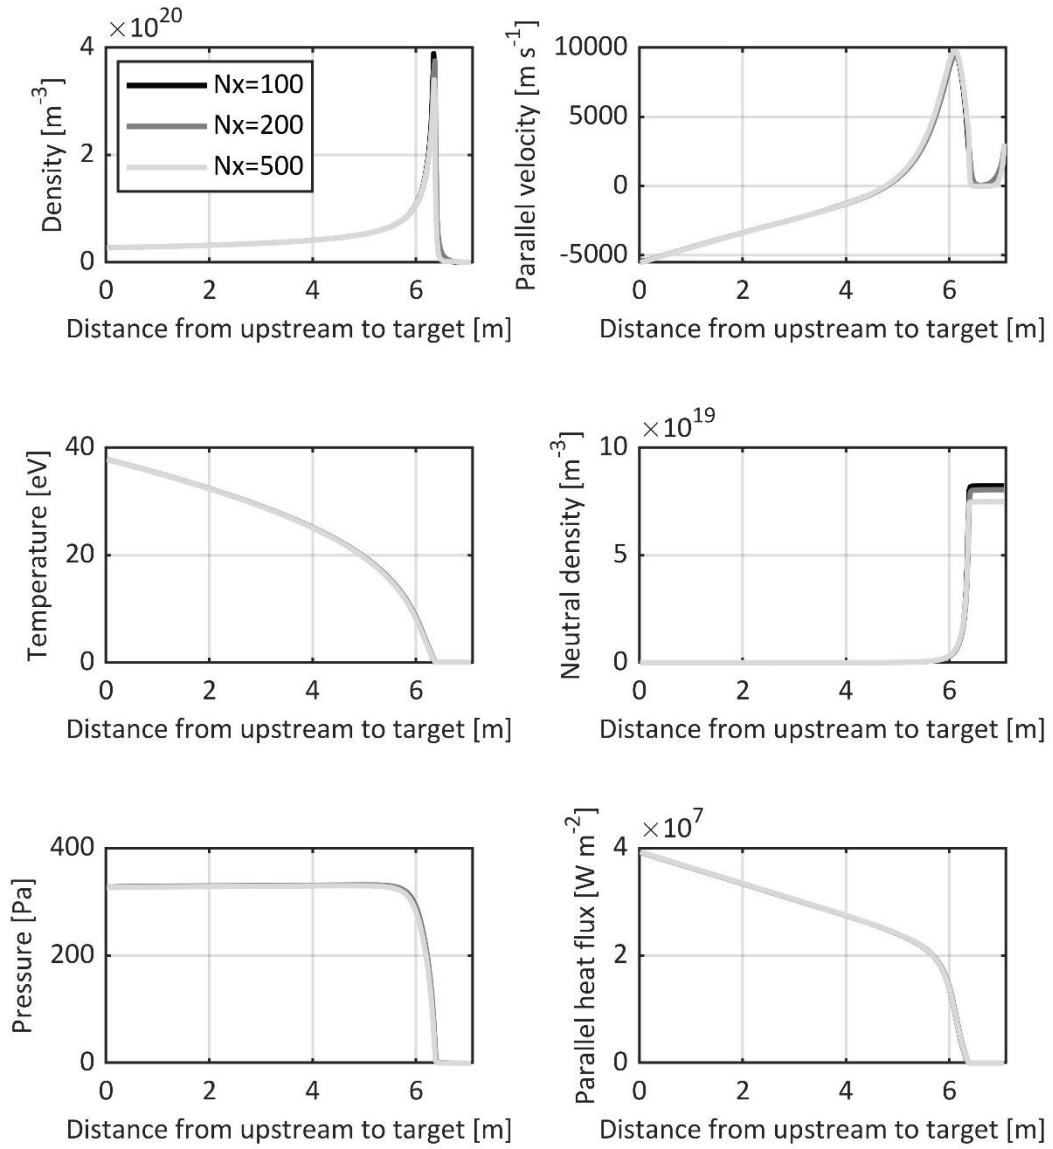 ×10^20
4
2
0
Density [m^-3]
Nx=100
Nx=200
Nx=500
0 2 4 6
Distance from upstream to target [m]
10000
5000
0
-5000
Parallel velocity [m s^-1]
0 2 4 6
Distance from upstream to target [m]
40
20
0
Temperature [eV]
0 2 4 6
Distance from upstream to target [m]
×10^19
10
5
0
Neutral density [m^-3]
0 2 4 6
Distance from upstream to target [m]
400
200
0
Pressure [Pa]
0 2 4 6
Distance from upstream to target [m]
×10^7
4
2
0
Parallel heat flux [W m^-2]
0 2 4 6
Distance from upstream to target [m]